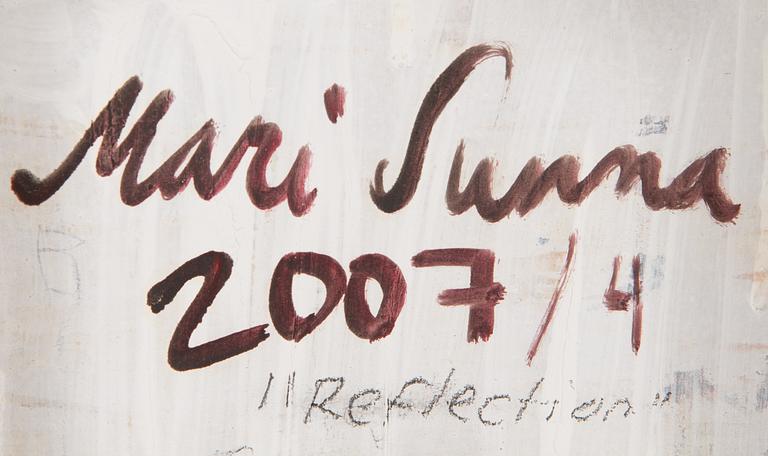 Mari Sunna
2007/4
"Reflection"